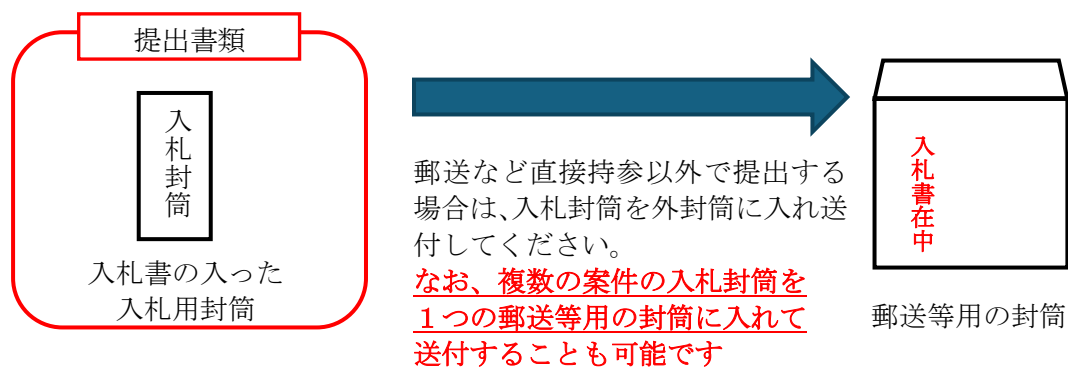 提出書類
入札封筒
入札書の入った
入札用封筒
郵送など直接持参以外で提出する
場合は、入札封筒を外封筒に入れ送
付してください。
なお、複数の案件の入札封筒を
１つの郵送等用の封筒に入れて
送付することも可能です
入札書在中
郵送等用の封筒